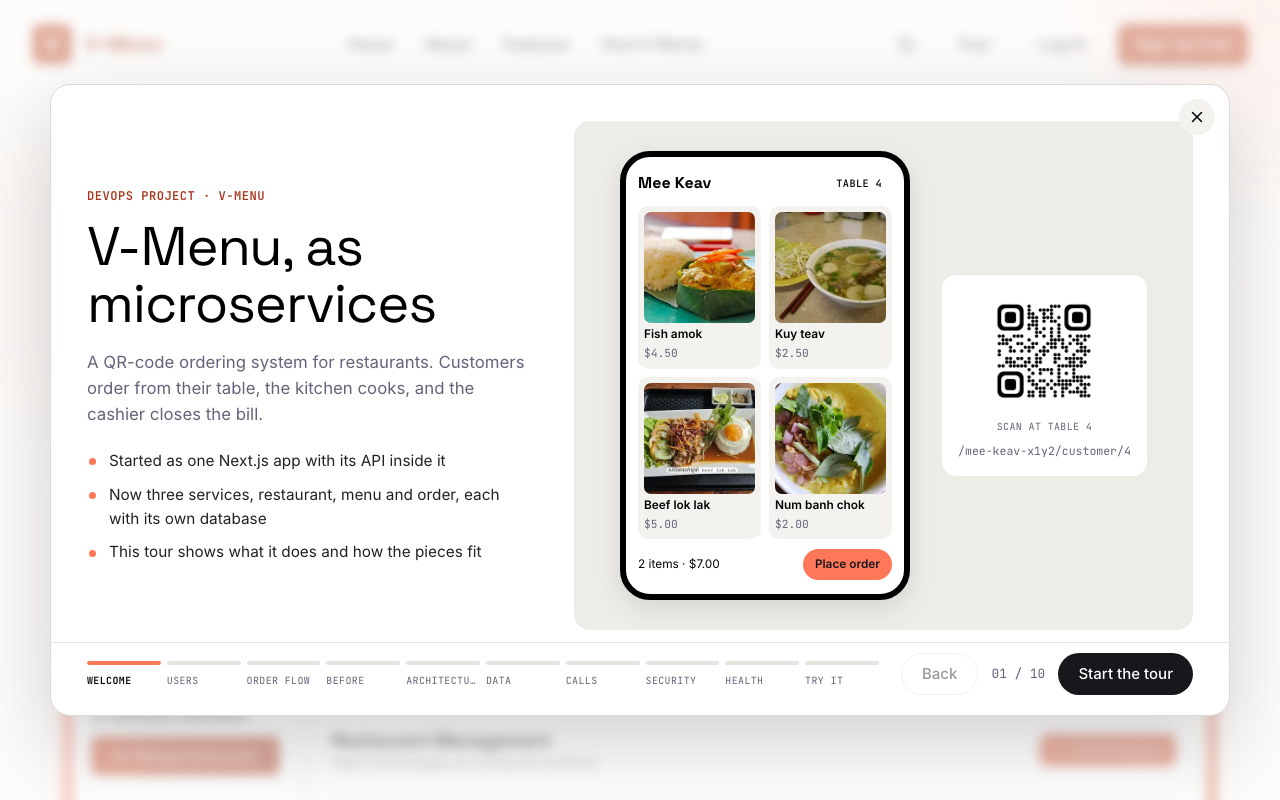 DEVOPS PROJECT · V-MENU
V-Menu, as
microservices
A QR-code ordering system for restaurants. Customers
order from their table, the kitchen cooks, and the
cashier closes the bill.
Started as one Next.js app with its API inside it
Now three services, restaurant, menu and order, each
with its own database
This tour shows what it does and how the pieces fit
Mee Keav
TABLE 4
Fish amok
$4.50
Kuy teav
$2.50
Beef lok lak
$5.00
Num banh chok
$2.00
2 items · $7.00
Place order
SCAN AT TABLE 4
/mee-keav-x1y2/customer/4
WELCOME
USERS
ORDER FLOW
BEFORE
ARCHITECTU…
DATA
CALLS
SECURITY
HEALTH
TRY IT
Back
01 / 10
Start the tour